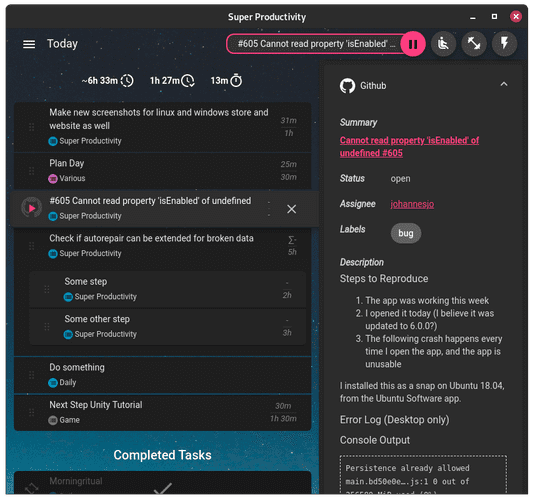 Super Productivity
Today
#605 Cannot read property 'isEnabled' ...
~6h 33m
1h 27m
13m
Make new screenshots for linux and windows store and
website as well
31m
1h
Super Productivity
Plan Day
25m
30m
Various
#605 Cannot read property 'isEnabled' of undefined
Super Productivity
Check if autorepair can be extended for broken data
Σ-
5h
Super Productivity
Some step
-
2h
Super Productivity
Some other step
-
3h
Super Productivity
Do something
Daily
Next Step Unity Tutorial
30m
1h 30m
Game
Completed Tasks
Morningritual
Github
Summary
Cannot read property 'isEnabled' of
undefined #605
Status open
Assignee johannesjo
Labels bug
Description
Steps to Reproduce
1. The app was working this week
2. I opened it today (I believe it was
updated to 6.0.0?)
3. The following crash happens every
time I open the app, and the app is
unusable
I installed this as a snap on Ubuntu 18.04,
from the Ubuntu Software app.
Error Log (Desktop only)
Console Output
Persistence already allowed
main.bd50e0e….js:1 0 out of